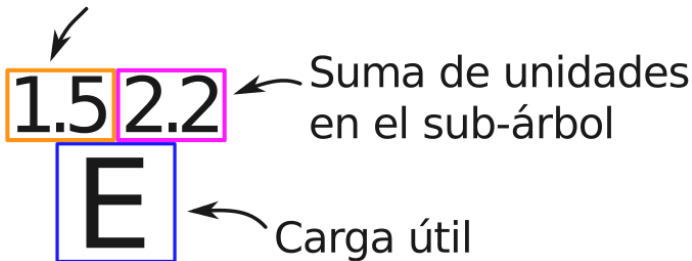 1.5 2.2
Suma de unidades
en el sub-árbol
E
Carga útil